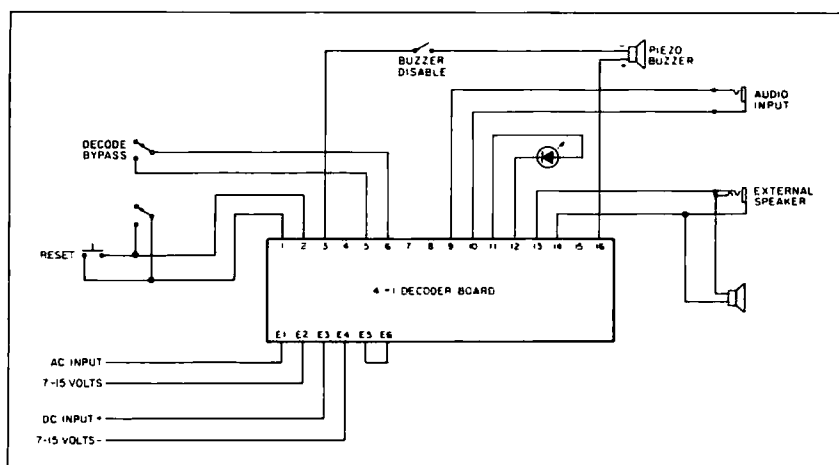 BUZZER
DISABLE
PIEZO
BUZZER
AUDIO
INPUT
DECODE
BYPASS
EXTERNAL
SPEAKER
RESET
1 2 3 4 5 6 7 8 9 10 11 12 13 14 15 16
4-1 DECODER BOARD
E1 E2 E3 E4 E5 E6
AC INPUT
7-15 VOLTS
DC INPUT +
7-15 VOLTS-